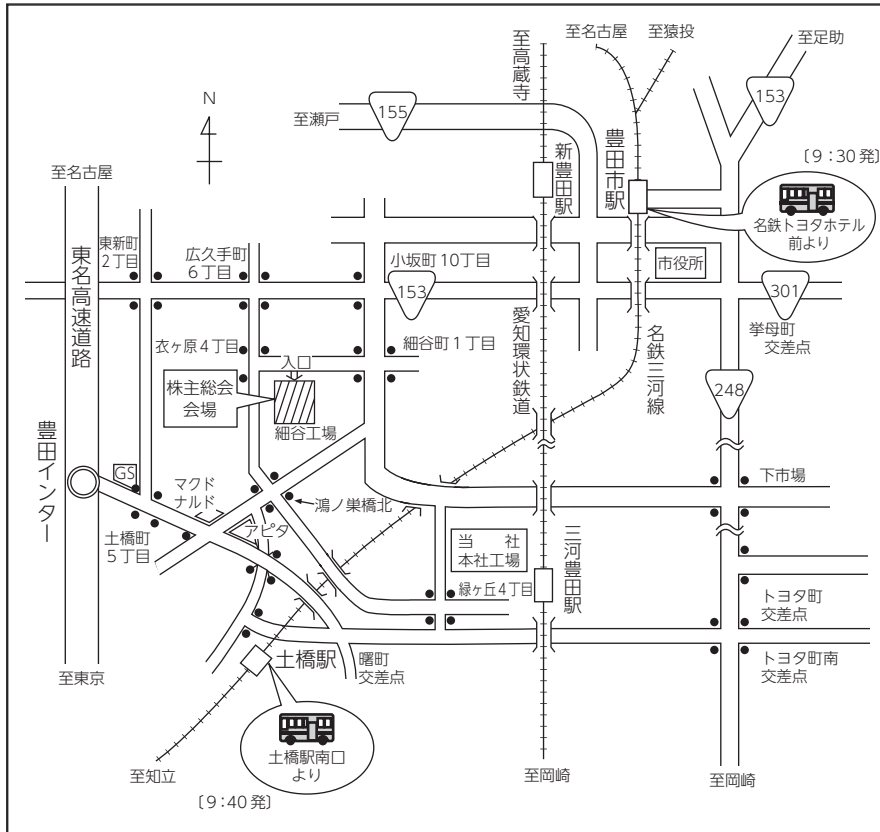 至高蔵寺
至名古屋
至猿投
至足助
153
155
至瀬戸
N
新豊田駅
豊田市駅
〔9：30発〕
名鉄トヨタホテル
前より
至名古屋
東名高速道路
東新町
2丁目
広久手町
6丁目
小坂町10丁目
市役所
153
301
挙母町
交差点
愛知環状鉄道
名鉄三河線
衣ヶ原4丁目
細谷町1丁目
入口
株主総会
会場
細谷工場
248
豊田インター
GS
マクド
ナルド
鴻ノ巣橋北
下市場
土橋町
5丁目
アピタ
当社
本社工場
三河豊田駅
緑ヶ丘4丁目
トヨタ町
交差点
土橋駅
曙町
交差点
トヨタ町南
交差点
至東京
土橋駅南口
より
至知立
〔9：40発〕
至岡崎
至岡崎